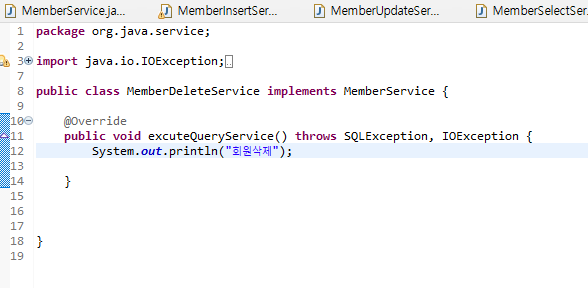 MemberService.ja... MemberInsertSer... MemberUpdateSer... MemberSelectSer
1 package org.java.service;
2
3 import java.io.IOException;
7
8 public class MemberDeleteService implements MemberService {
9
10 @Override
11 public void excuteQueryService() throws SQLException, IOException {
12 System.out.println("회원삭제");
13
14 }
15
16
17
18 }
19